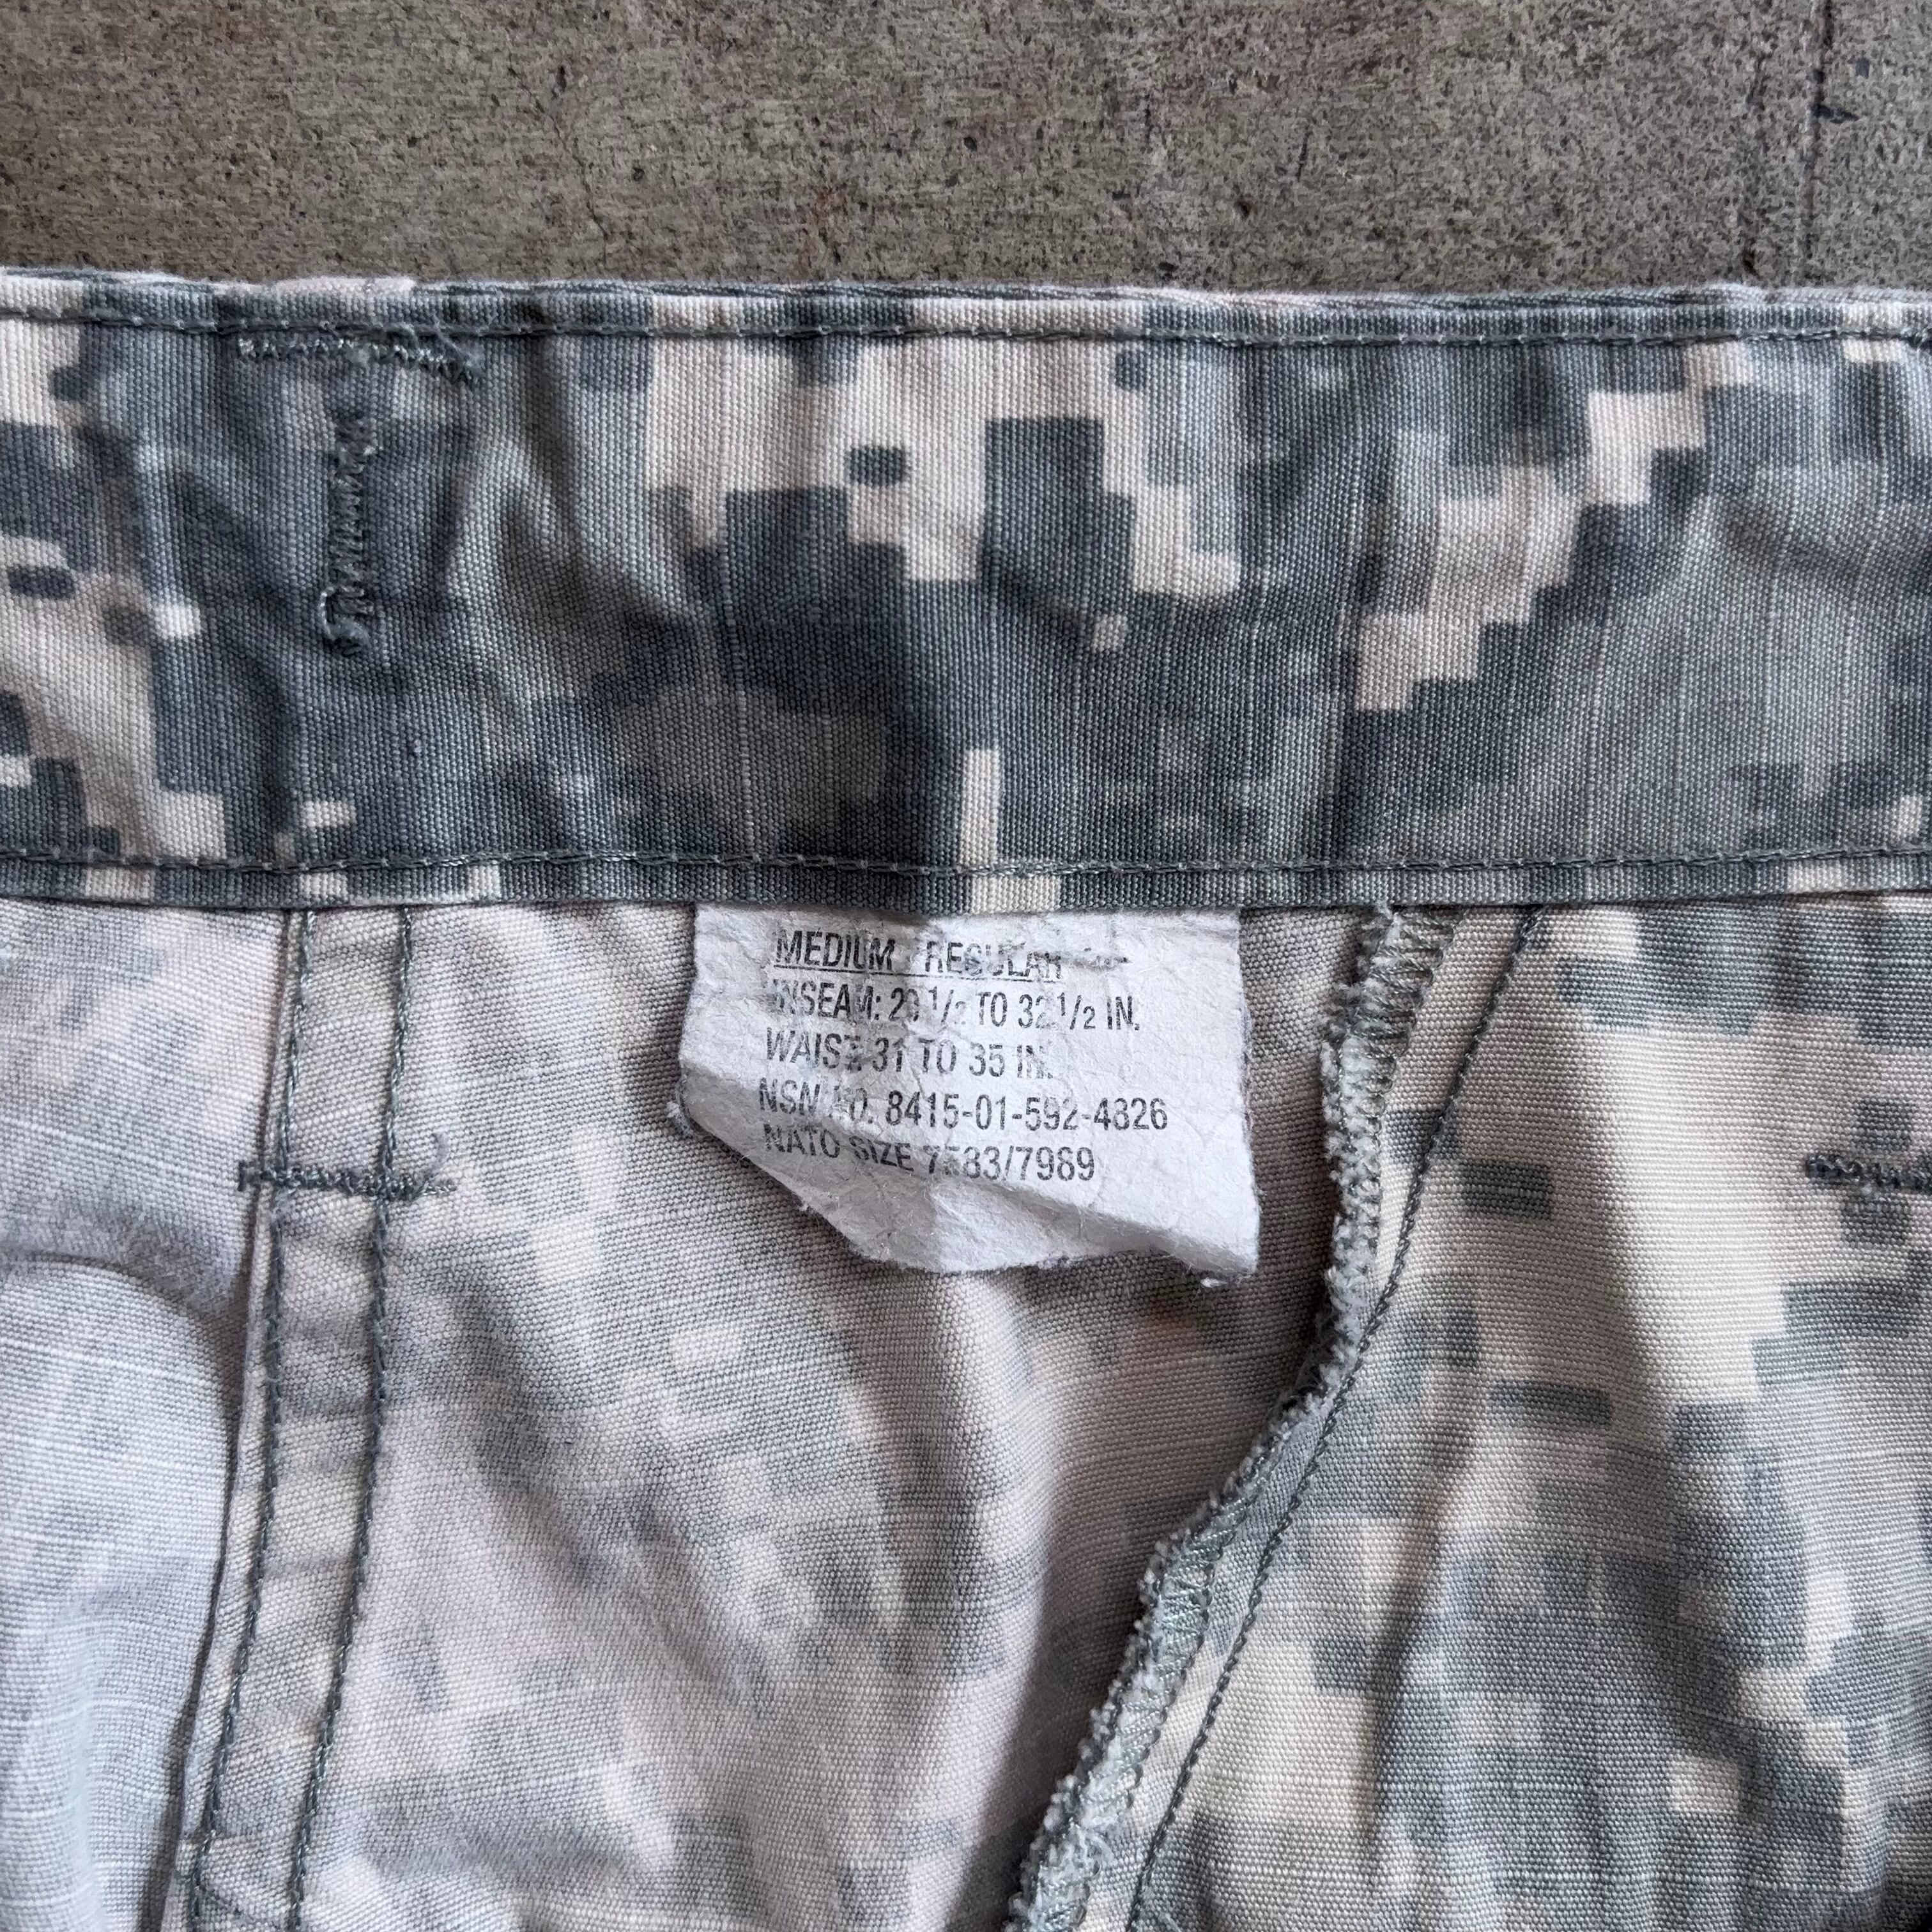 MEDIUM REGULAR
INSEAM: 29 1/2 TO 32 1/2 IN.
WAIST: 31 TO 35 IN.
NSN NO. 8415-01-592-4826
NATO SIZE 7583/7989